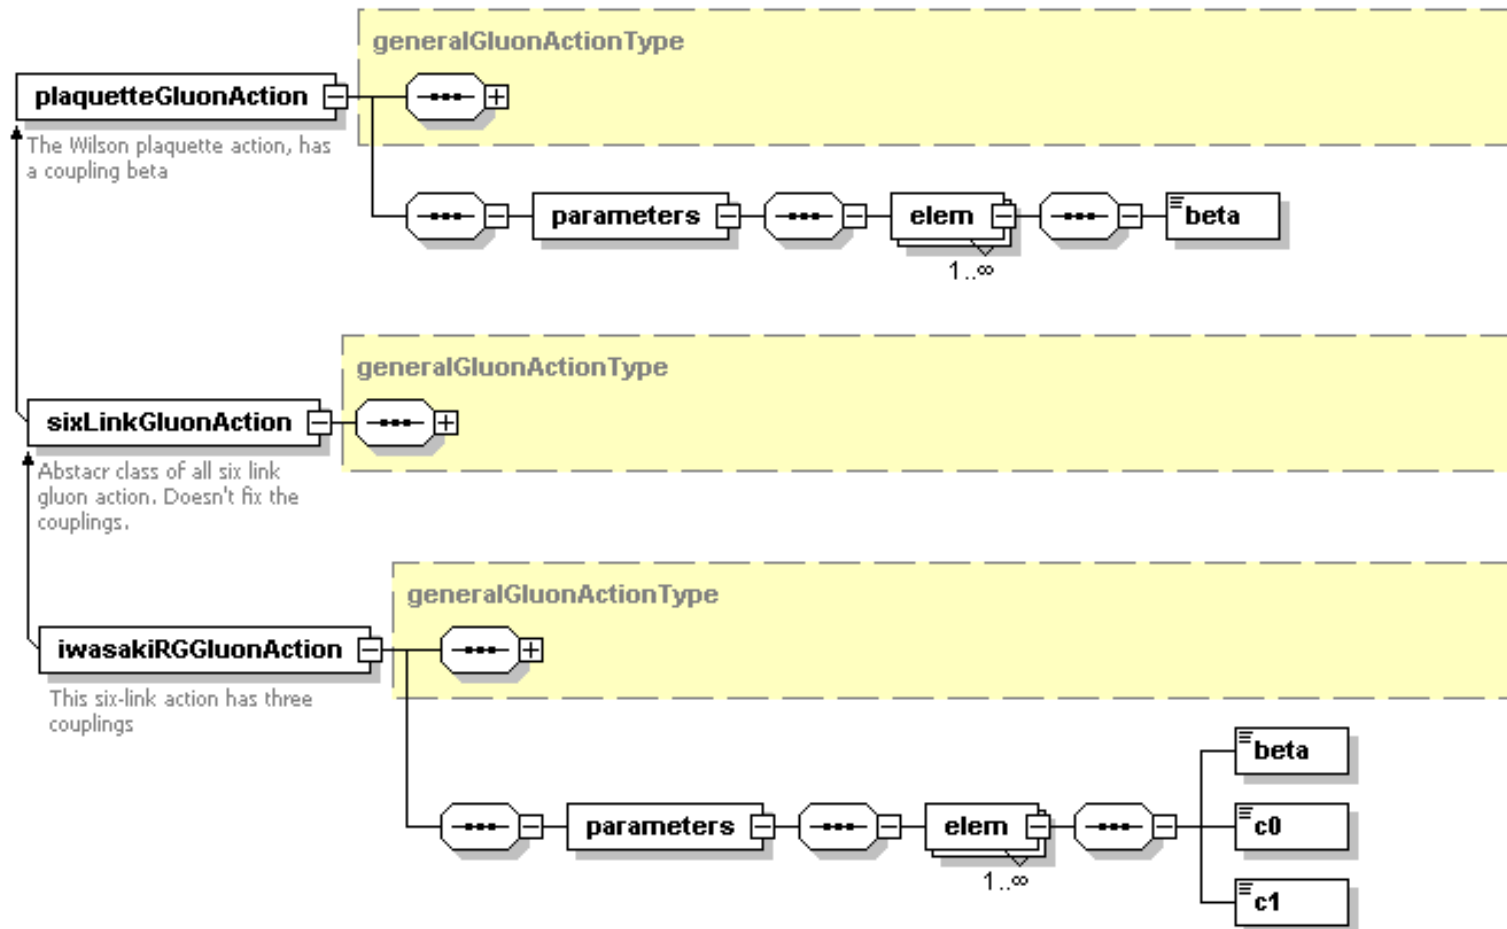 generalGluonActionType
plaquetteGluonAction
The Wilson plaquette action, has
a coupling beta
parameters
elem
beta
1..∞
generalGluonActionType
sixLinkGluonAction
Abstacr class of all six link
gluon action. Doesn't fix the
couplings.
generalGluonActionType
iwasakiRGGluonAction
This six-link action has three
couplings
beta
parameters
elem
c0
1..∞
c1